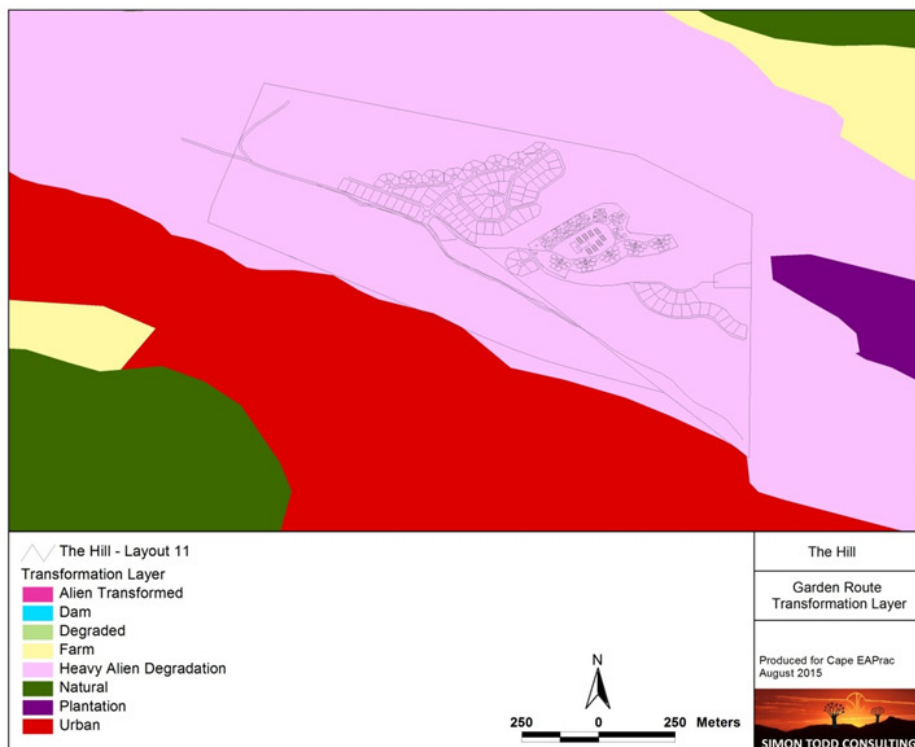 The Hill - Layout 11
Transformation Layer
Alien Transformed
Dam
Degraded
Farm
Heavy Alien Degradation
Natural
Plantation
Urban
N
250 0 250 Meters
The Hill
Garden Route
Transformation Layer
Produced for Cape EAPrac
August 2015
SIMON TODD CONSULTING